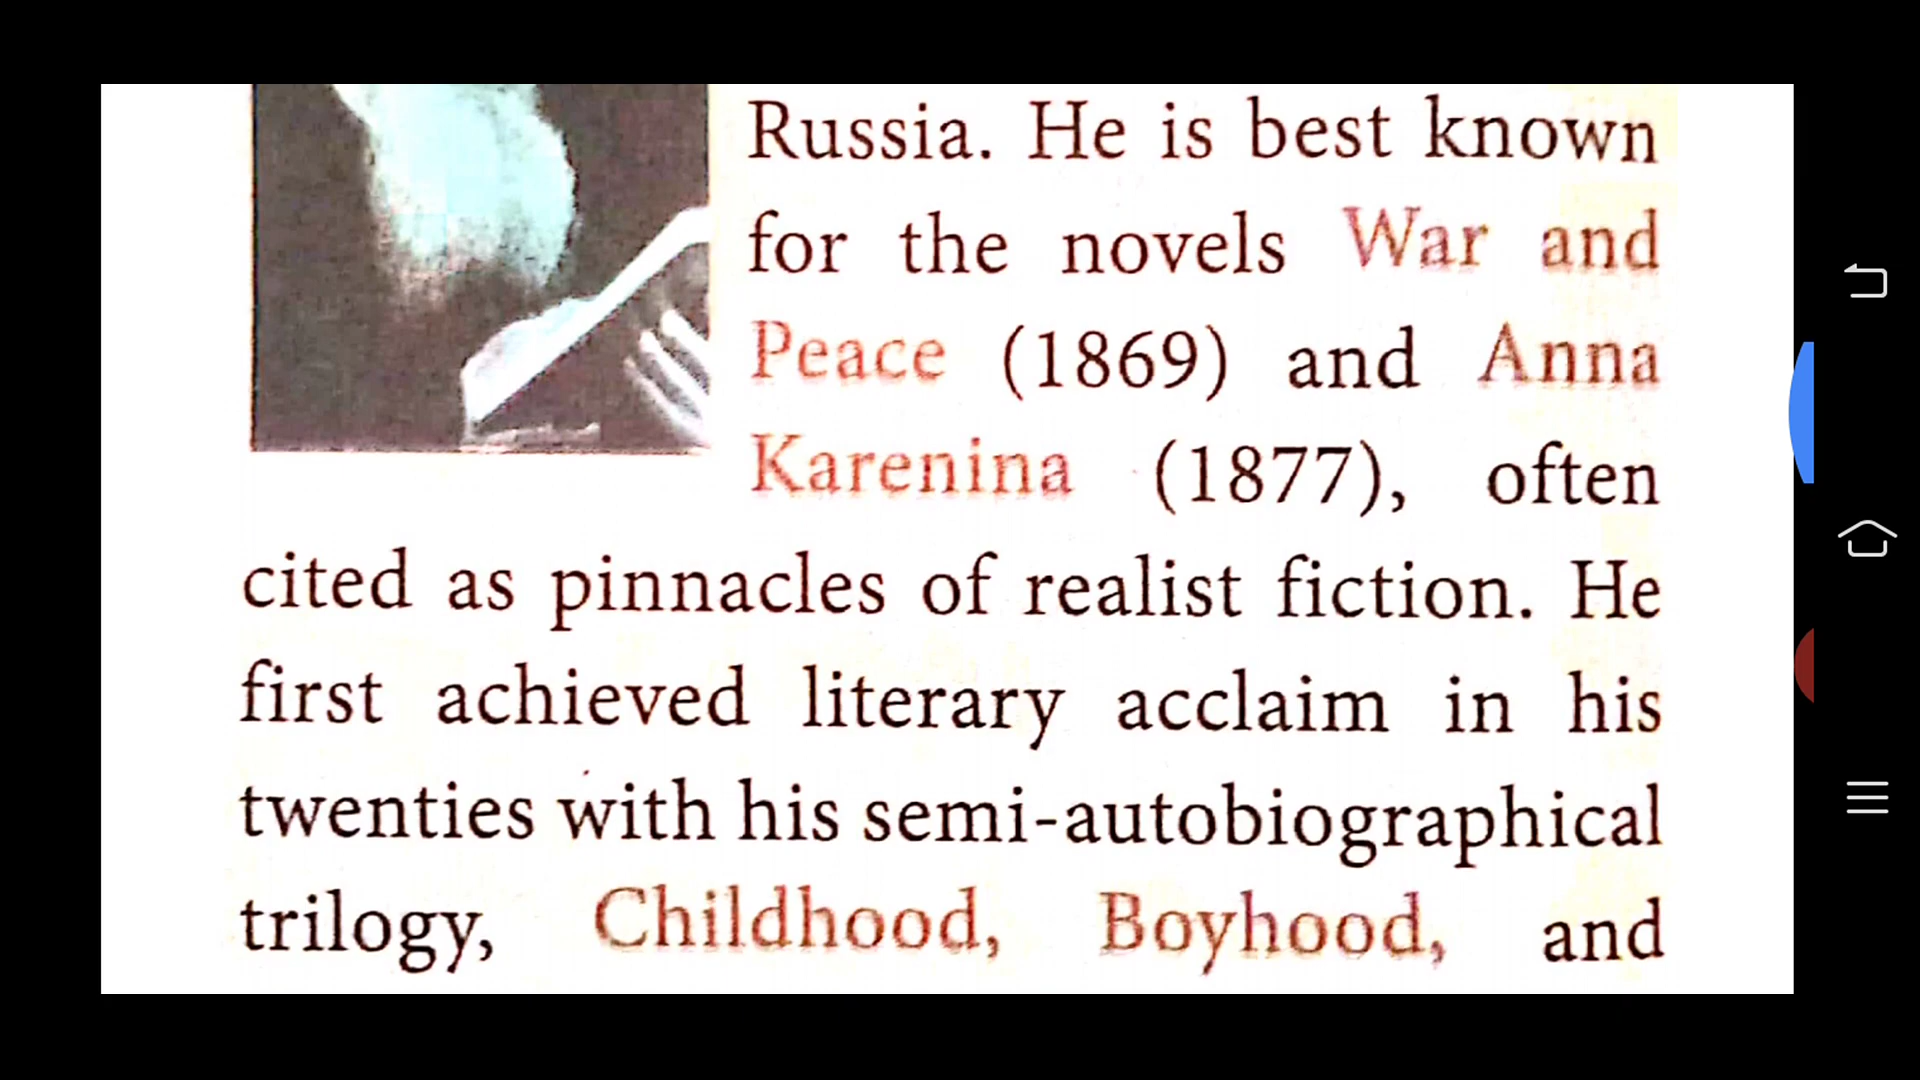 Russia. He is best known
for the novels War and
Peace (1869) and Anna
Karenina (1877), often
cited as pinnacles of realist fiction. He
first achieved literary acclaim in his
twenties with his semi-autobiographical
trilogy, Childhood, Boyhood, and